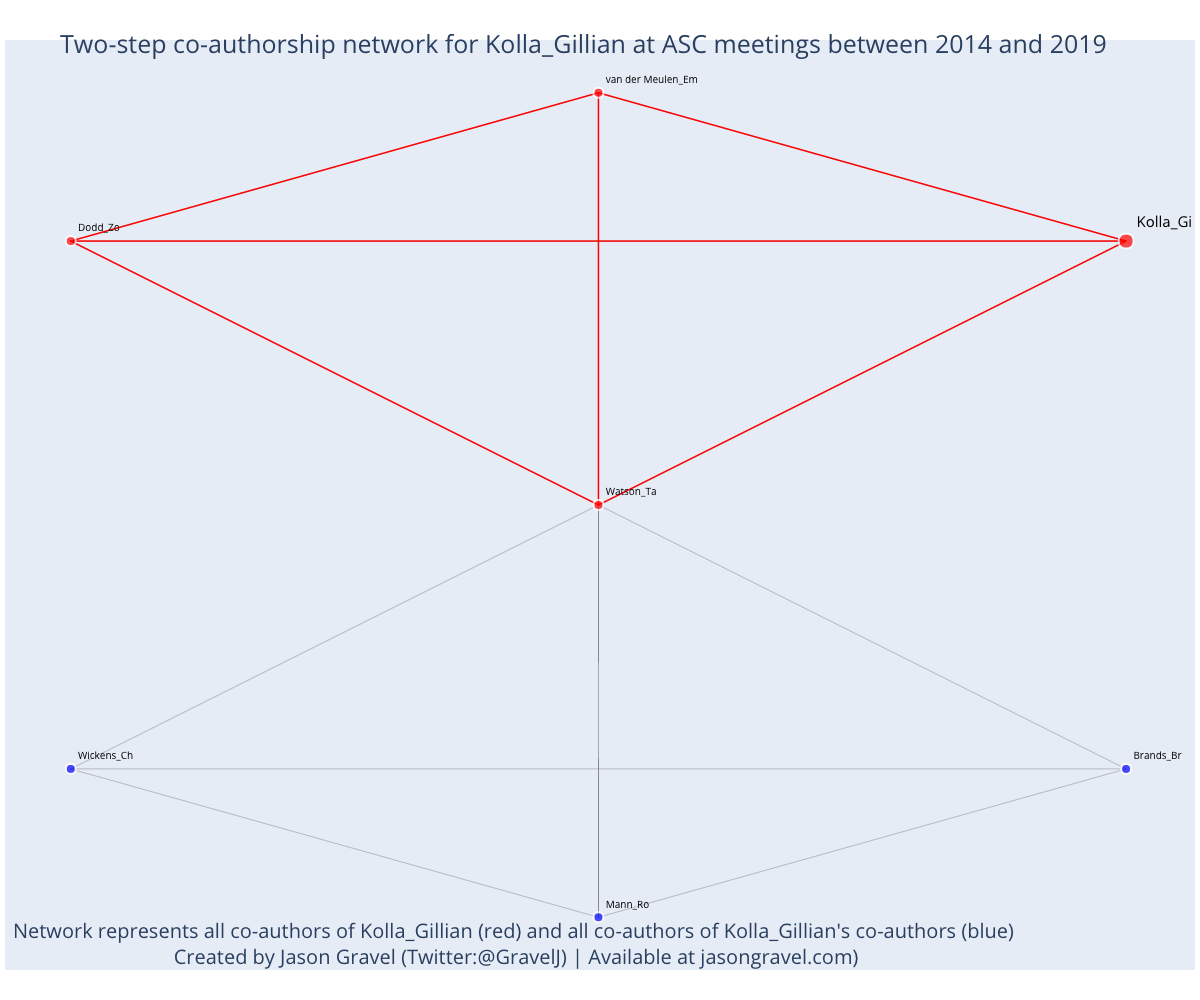 Two-step co-authorship network for Kolla_Gillian at ASC meetings between 2014 and 2019
van der Meulen_Em
Dodd_Zo
Kolla_Gi
Watson_Ta
Wickens_Ch
Brands_Br
Mann_Ro
Network represents all co-authors of Kolla_Gillian (red) and all co-authors of Kolla_Gillian's co-authors (blue)
Created by Jason Gravel (Twitter:@GravelJ) | Available at jasongravel.com)